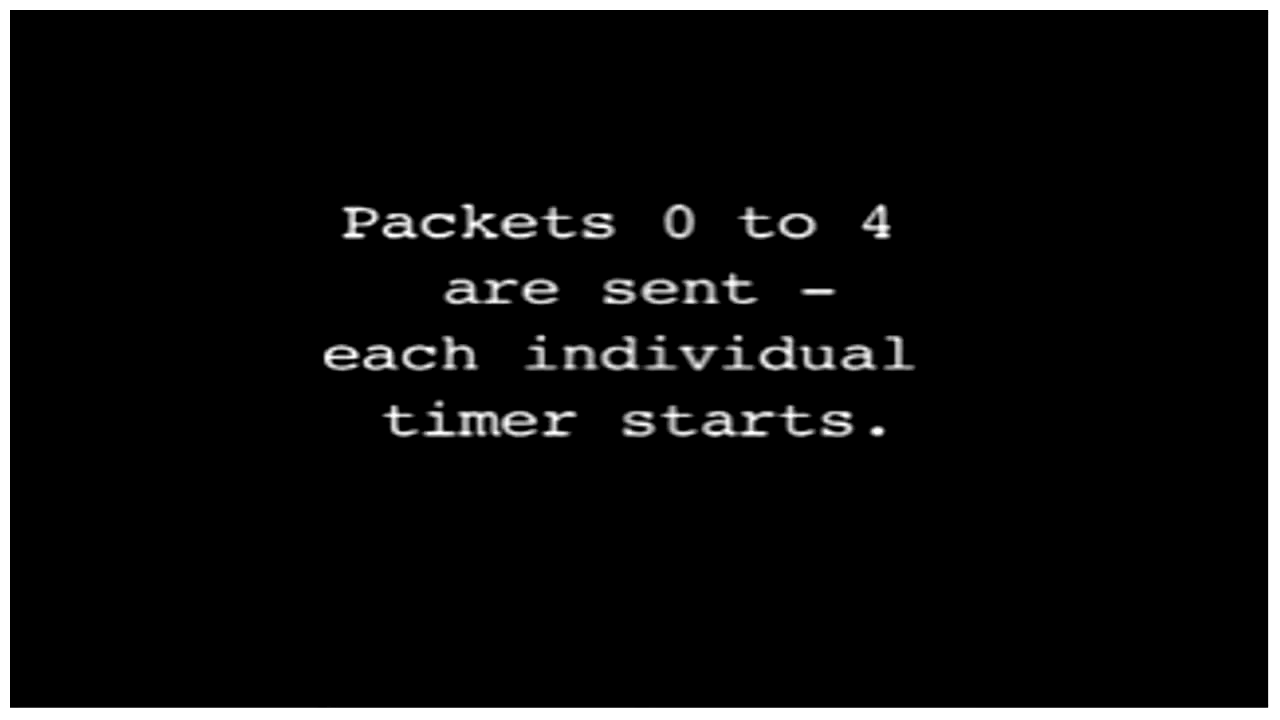 Packets 0 to 4
are sent -
each individual
timer starts.